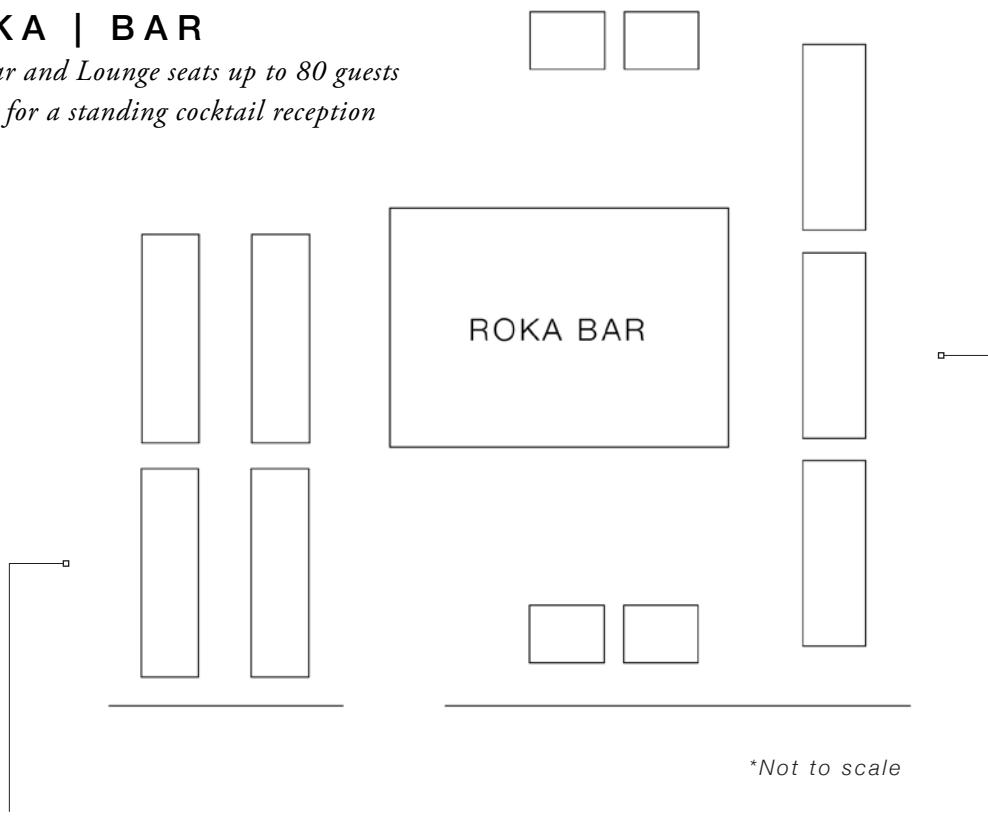 KA | BAR
ar and Lounge seats up to 80 guests
for a standing cocktail reception
ROKA BAR
*Not to scale